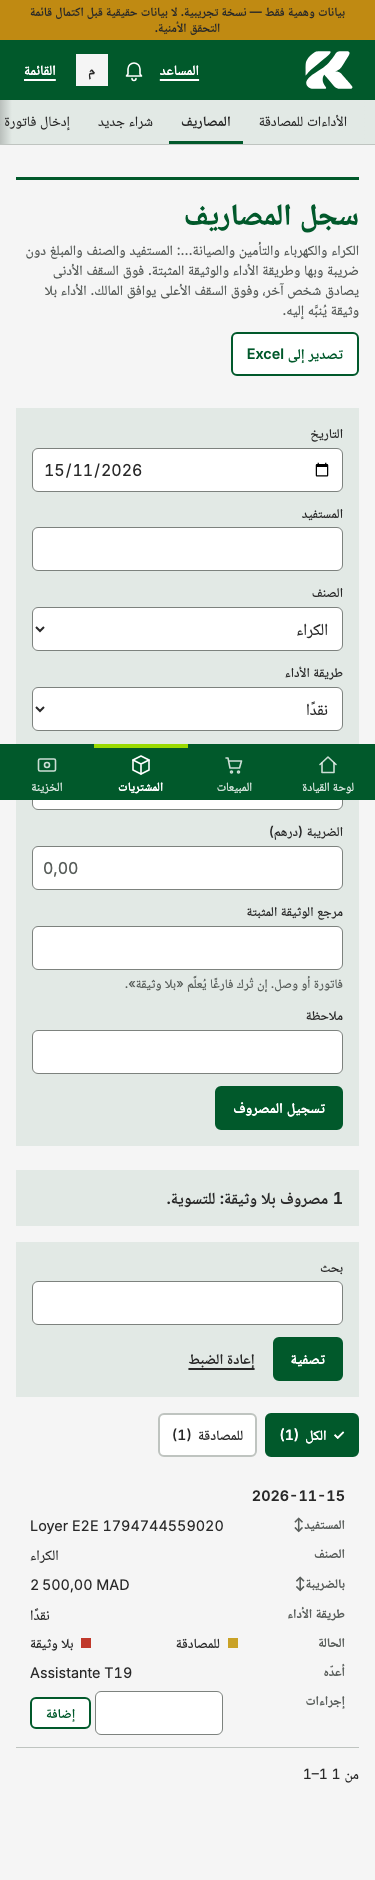 بيانات وهمية فقط — نسخة تجريبية. لا بيانات حقيقية قبل اكتمال قائمة
التحقق الأمنية.
المساعد
م
القائمة
الأداءات للمصادقة
المصاريف
شراء جديد
إدخال فاتورة
سجل المصاريف
الكراء والكهرباء والتأمين والصيانة...: المستفيد والصنف والمبلغ دون
ضريبة وبها وطريقة الأداء والوثيقة المثبتة. فوق السقف الأدنى
يصادق شخص آخر، وفوق السقف الأعلى يوافق المالك. الأداء بلا
وثيقة يُنبَّه إليه.
تصدير إلى Excel
التاريخ
15/11/2026
المستفيد
الصنف
الكراء
طريقة الأداء
نقدًا
لوحة القيادة
المبيعات
المشتريات
الخزينة
الضريبة (درهم)
0,00
مرجع الوثيقة المثبتة
فاتورة أو وصل. إن تُرك فارغًا يُعلَّم «بلا وثيقة».
ملاحظة
تسجيل المصروف
1 مصروف بلا وثيقة: للتسوية.
بحث
تصفية
إعادة الضبط
✓ الكل (1)
للمصادقة (1)
2026-11-15
المستفيد↕ Loyer E2E 1794744559020
الصنف الكراء
بالضريبة↕ 2 500,00 MAD
طريقة الأداء نقدًا
الحالة للمصادقة بلا وثيقة
أعدّه Assistante T19
إجراءات إضافة
1–1 من 1